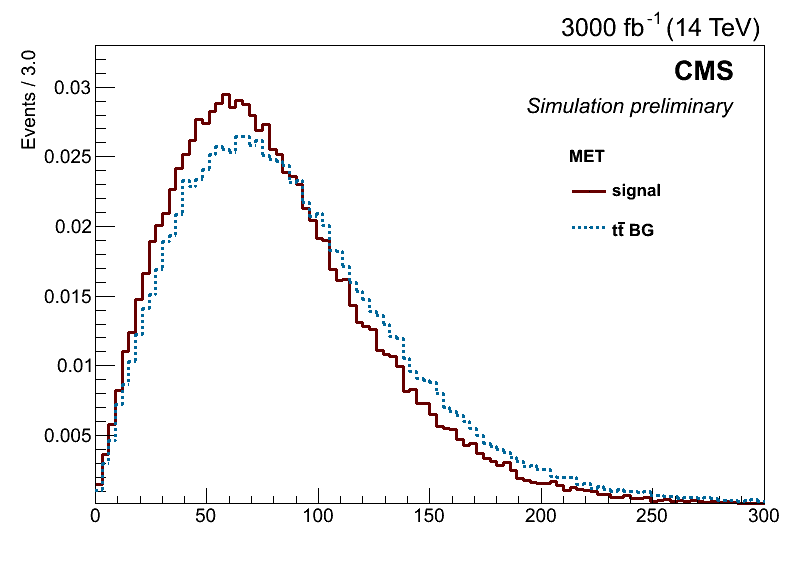 3000 fb⁻¹ (14 TeV)
CMS
Simulation preliminary
MET
signal
tt̄ BG
Events / 3.0
0.03
0.025
0.02
0.015
0.01
0.005
0 50 100 150 200 250 300